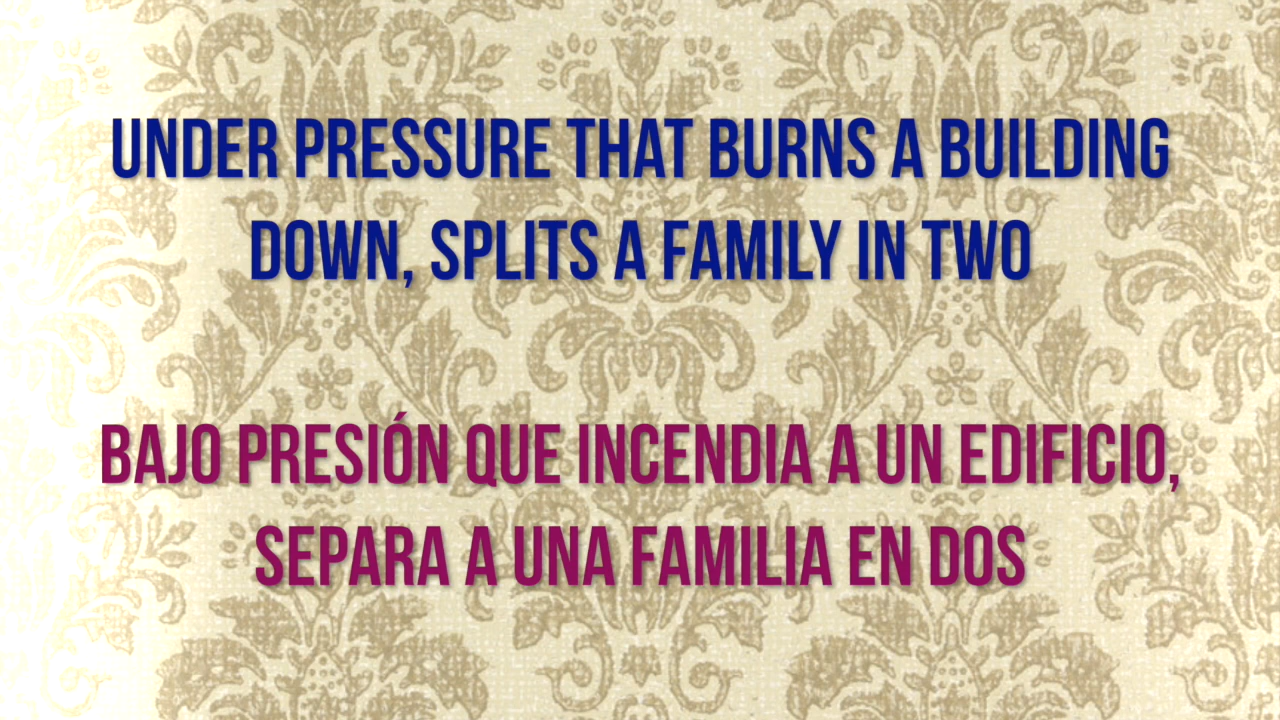 UNDER PRESSURE THAT BURNS A BUILDING
DOWN, SPLITS A FAMILY IN TWO
BAJO PRESIÓN QUE INCENDIA A UN EDIFICIO,
SEPARA A UNA FAMILIA EN DOS